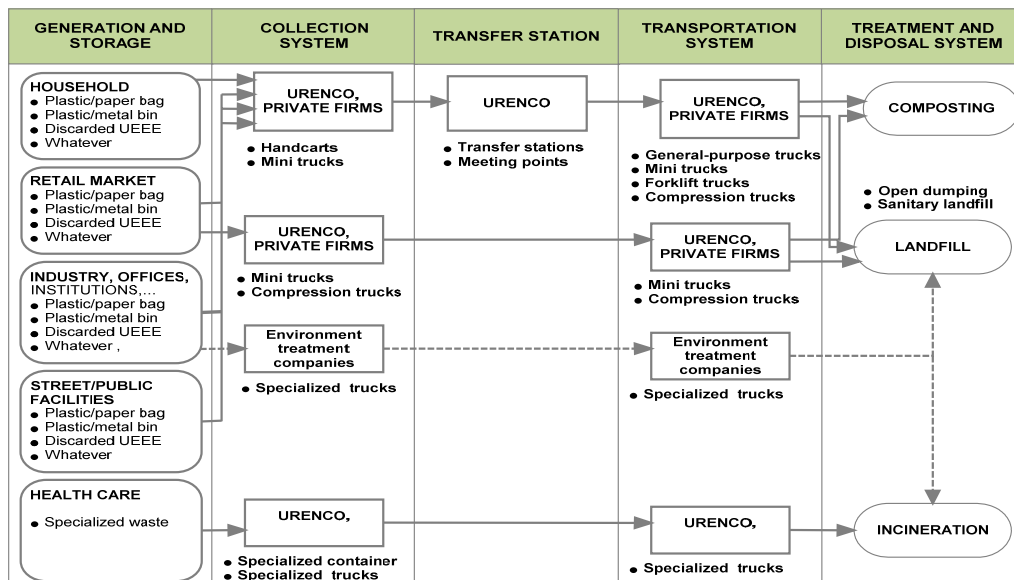 GENERATION AND
STORAGE
COLLECTION
SYSTEM
TRANSFER STATION
TRANSPORTATION
SYSTEM
TREATMENT AND
DISPOSAL SYSTEM
HOUSEHOLD
● Plastic/paper bag
● Plastic/metal bin
● Discarded UEEE
● Whatever
URENCO,
PRIVATE FIRMS
● Handcarts
● Mini trucks
URENCO
● Transfer stations
● Meeting points
URENCO,
PRIVATE FIRMS
● General-purpose trucks
● Mini trucks
● Forklift trucks
● Compression trucks
COMPOSTING
RETAIL MARKET
● Plastic/paper bag
● Plastic/metal bin
● Discarded UEEE
● Whatever
URENCO,
PRIVATE FIRMS
● Mini trucks
● Compression trucks
URENCO,
PRIVATE FIRMS
● Mini trucks
● Compression trucks
● Open dumping
● Sanitary landfill
LANDFILL
INDUSTRY, OFFICES,
INSTITUTIONS,...
● Plastic/paper bag
● Plastic/metal bin
● Discarded UEEE
● Whatever ,
Environment
treatment
companies
● Specialized trucks
Environment
treatment
companies
● Specialized trucks
STREET/PUBLIC
FACILITIES
● Plastic/paper bag
● Plastic/metal bin
● Discarded UEEE
● Whatever
HEALTH CARE
● Specialized waste
URENCO,
● Specialized container
● Specialized trucks
URENCO,
● Specialized trucks
INCINERATION